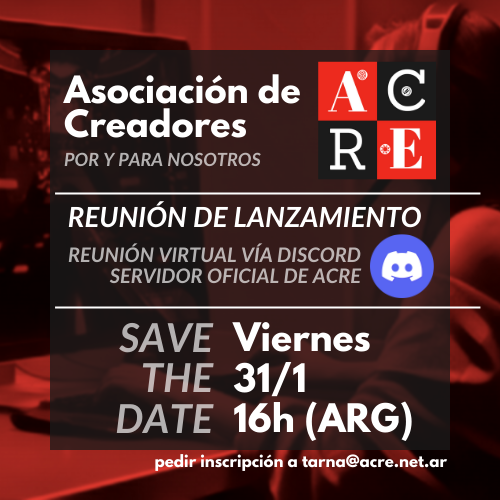 Asociación de
Creadores
POR Y PARA NOSOTROS
A C
R E
REUNIÓN DE LANZAMIENTO
REUNIÓN VIRTUAL VÍA DISCORD
SERVIDOR OFICIAL DE ACRE
SAVE
THE
DATE
Viernes
31/1
16h (ARG)
pedir inscripción a tarna@acre.net.ar